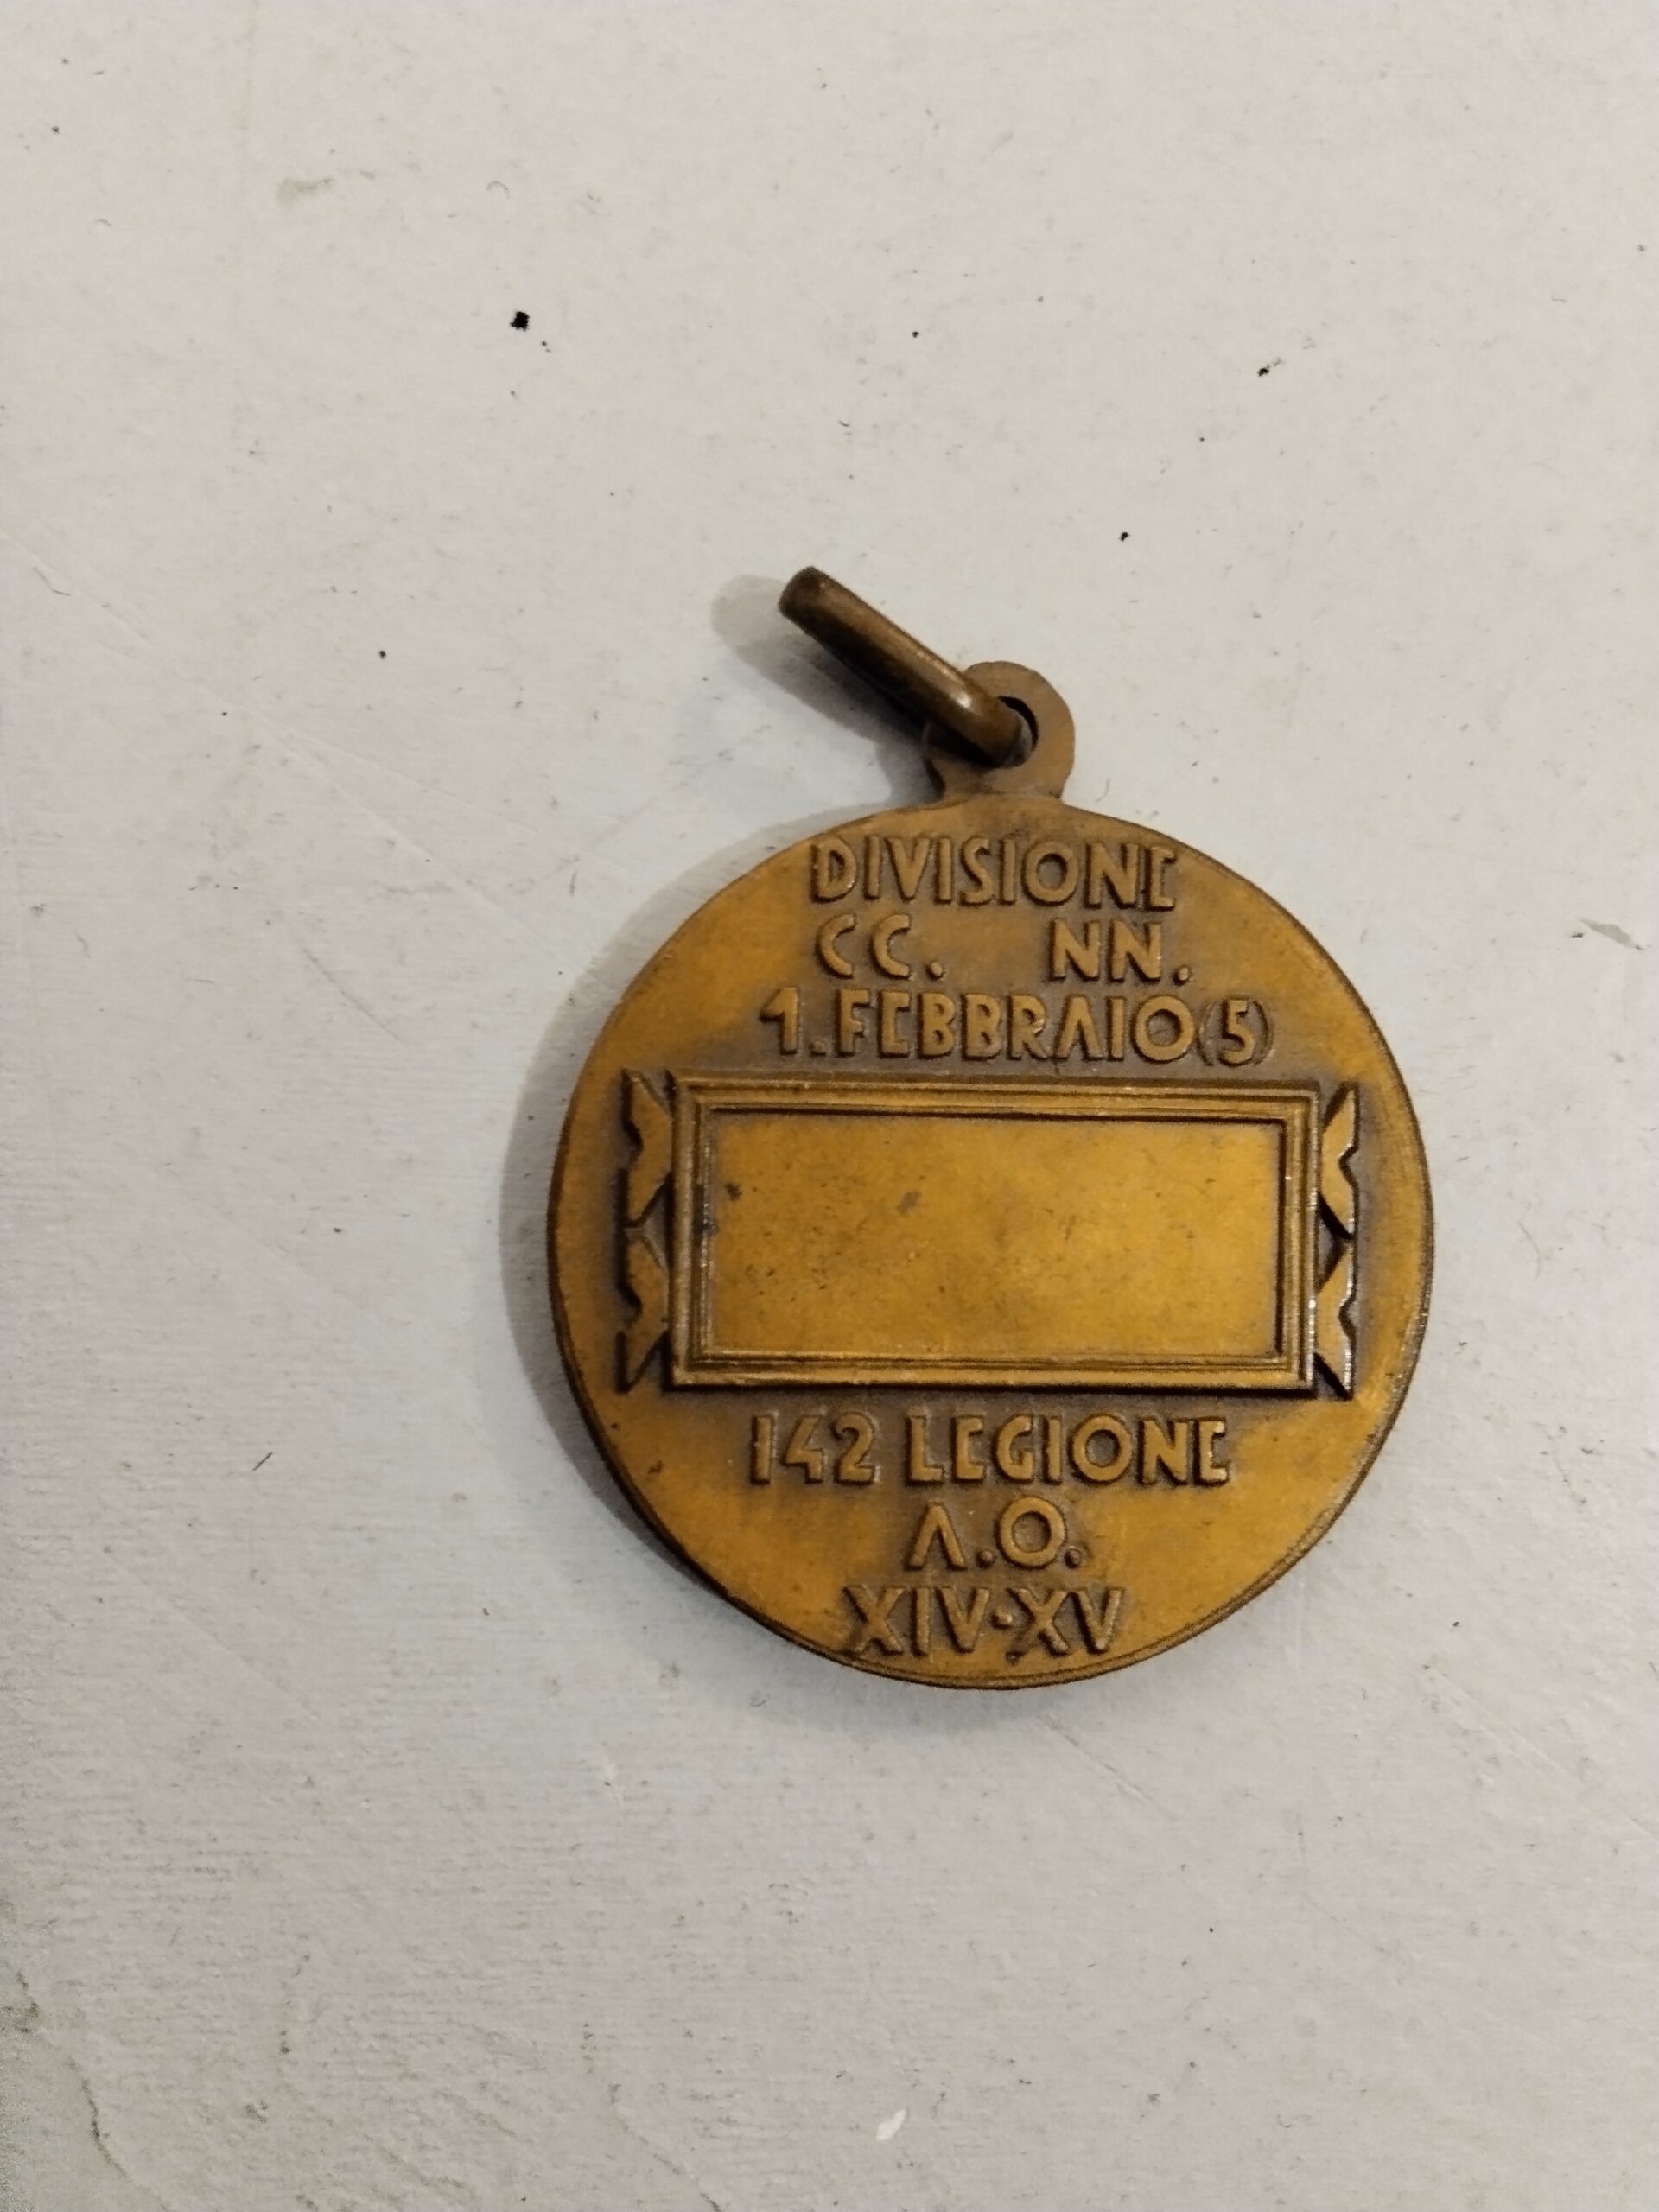 DIVISIONE
CC. NN.
1.FEBBRAIO(5)
142 LEGIONE
A.O.
XIV·XV